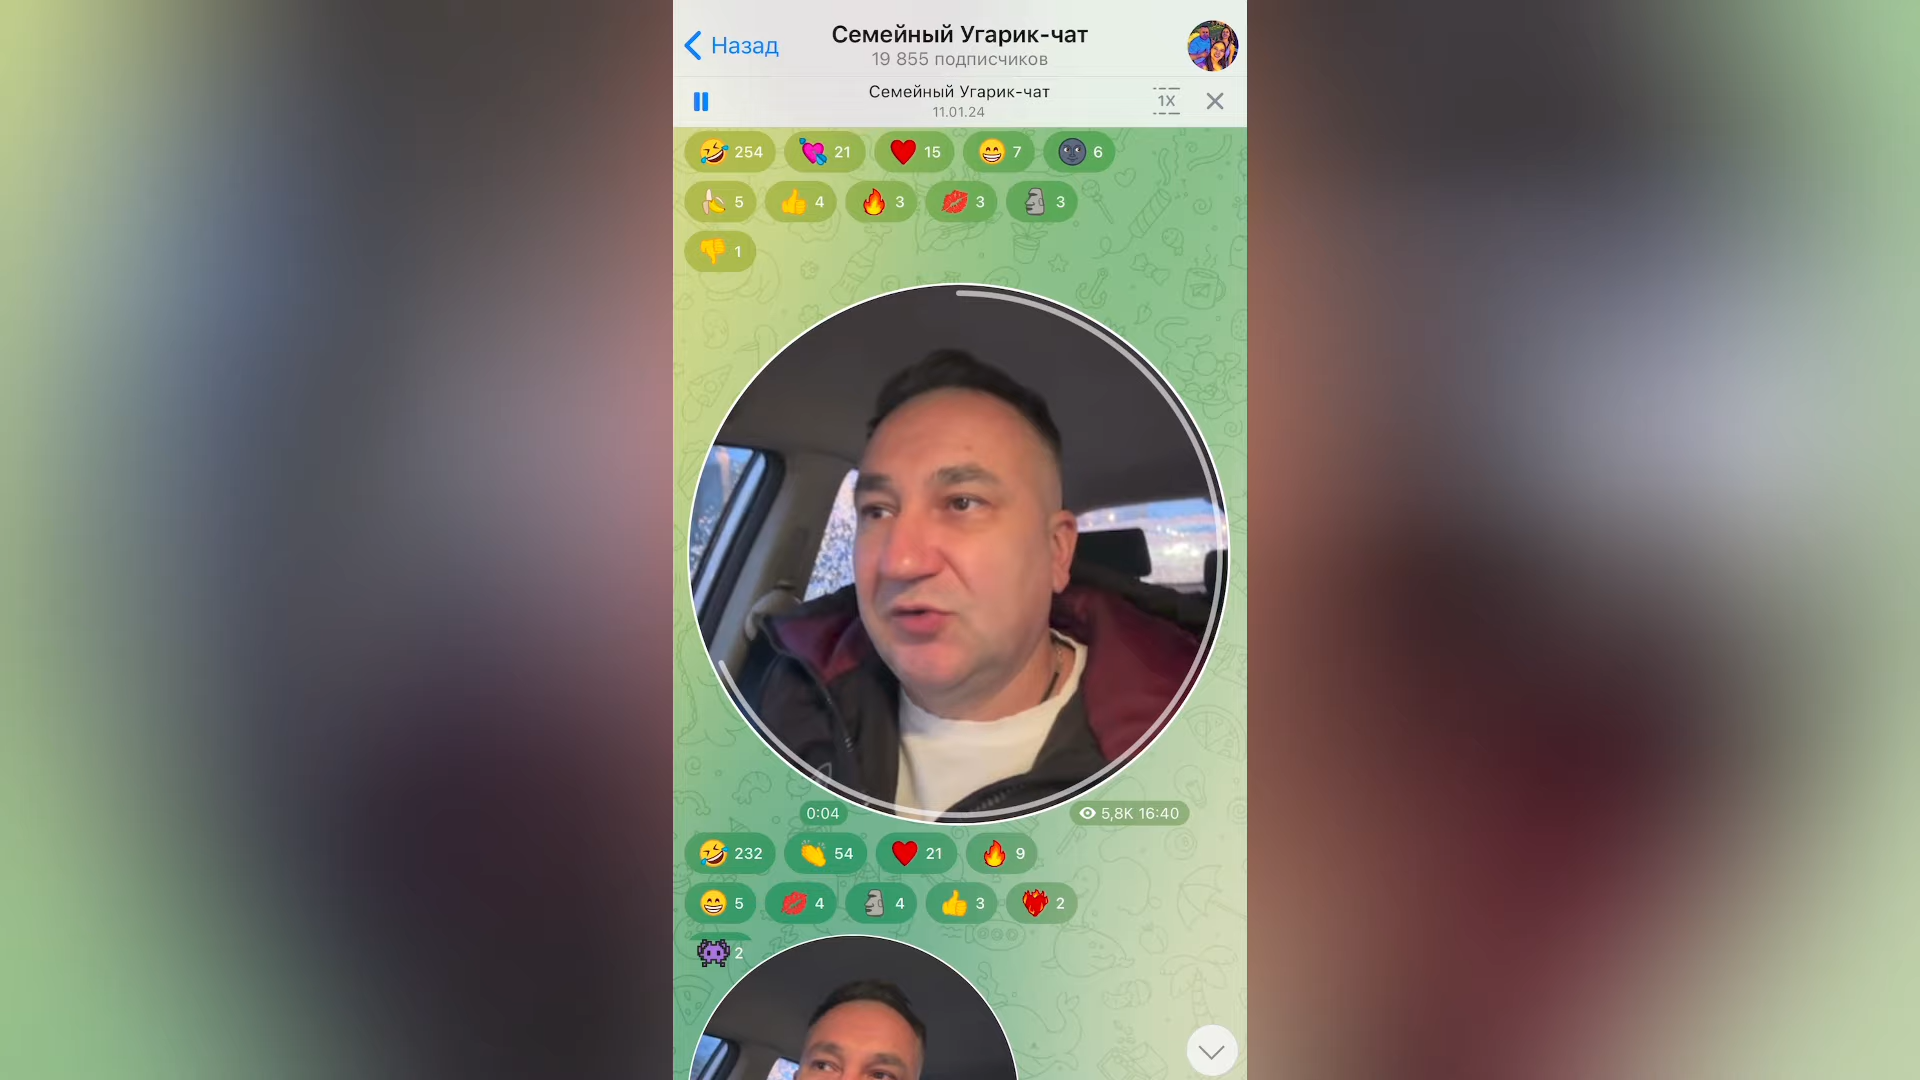 Назад
Семейный Угарик-чат
19 855 подписчиков
Семейный Угарик-чат
11.01.24
1X
254 21 15 7 6
5 4 3 3 3
1
0:04
5,8K 16:40
232 54 21 9
5 4 4 3 2
2